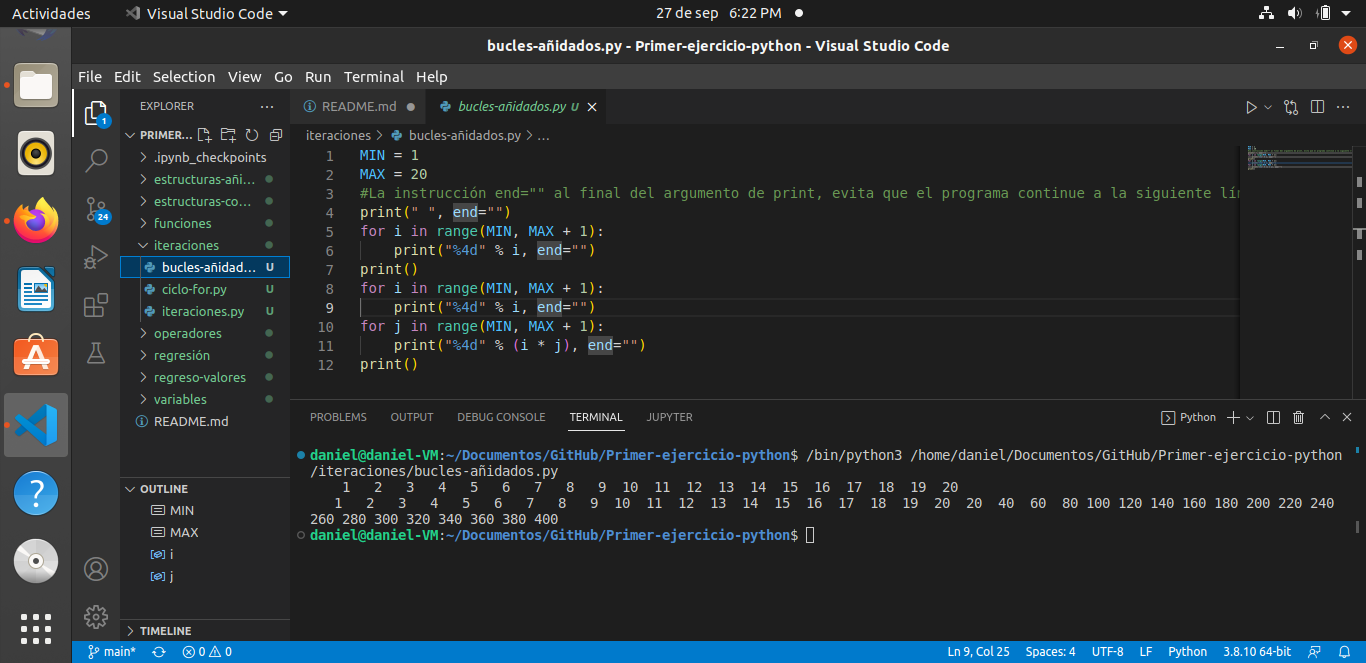 Actividades
Visual Studio Code
27 de sep 6:22 PM
bucles-añidados.py - Primer-ejercicio-python - Visual Studio Code
File Edit Selection View Go Run Terminal Help
EXPLORER
PRIMER...
.ipynb_checkpoints
estructuras-añi...
estructuras-co...
funciones
iteraciones
bucles-añidad... U
ciclo-for.py U
iteraciones.py U
operadores
regresión
regreso-valores
variables
README.md
OUTLINE
MIN
MAX
i
j
TIMELINE
1
24
README.md
bucles-añidados.py U
iteraciones > bucles-añidados.py > ...
1 MIN = 1
2 MAX = 20
3 #La instrucción end="" al final del argumento de print, evita que el programa continue a la siguiente lín
4 print(" ", end="")
5 for i in range(MIN, MAX + 1):
6     print("%4d" % i, end="")
7 print()
8 for i in range(MIN, MAX + 1):
9     print("%4d" % i, end="")
10 for j in range(MIN, MAX + 1):
11     print("%4d" % (i * j), end="")
12 print()
PROBLEMS OUTPUT DEBUG CONSOLE TERMINAL JUPYTER
Python
daniel@daniel-VM:~/Documentos/GitHub/Primer-ejercicio-python$ /bin/python3 /home/daniel/Documentos/GitHub/Primer-ejercicio-python
/iteraciones/bucles-añidados.py
1 2 3 4 5 6 7 8 9 10 11 12 13 14 15 16 17 18 19 20
1 2 3 4 5 6 7 8 9 10 11 12 13 14 15 16 17 18 19 20 20 40 60 80 100 120 140 160 180 200 220 240
260 280 300 320 340 360 380 400
daniel@daniel-VM:~/Documentos/GitHub/Primer-ejercicio-python$
main* 0 0
Ln 9, Col 25 Spaces: 4 UTF-8 LF Python 3.8.10 64-bit